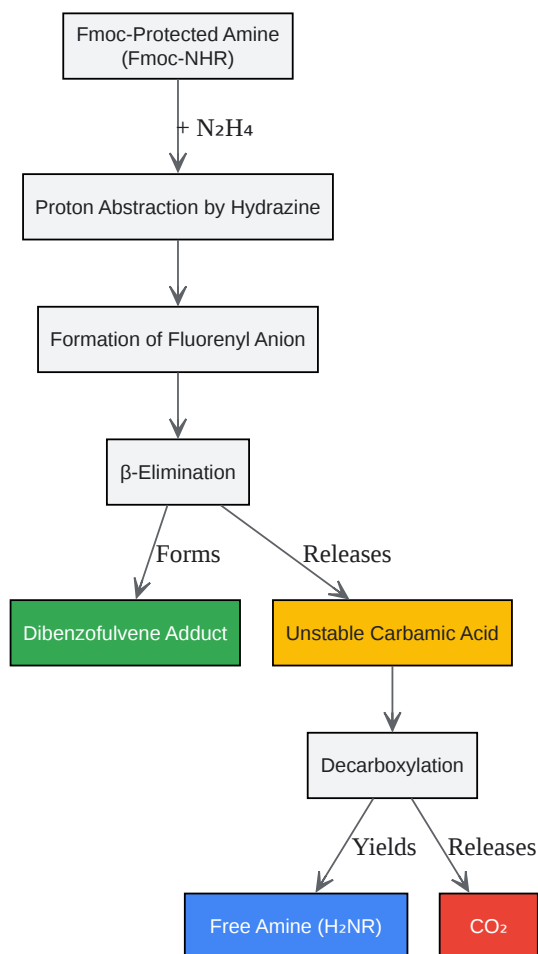 Fmoc-Protected Amine
(Fmoc-NHR)
+ N₂H₄
Proton Abstraction by Hydrazine
Formation of Fluorenyl Anion
β-Elimination
Forms
Releases
Dibenzofulvene Adduct
Unstable Carbamic Acid
Decarboxylation
Yields
Releases
Free Amine (H₂NR)
CO₂